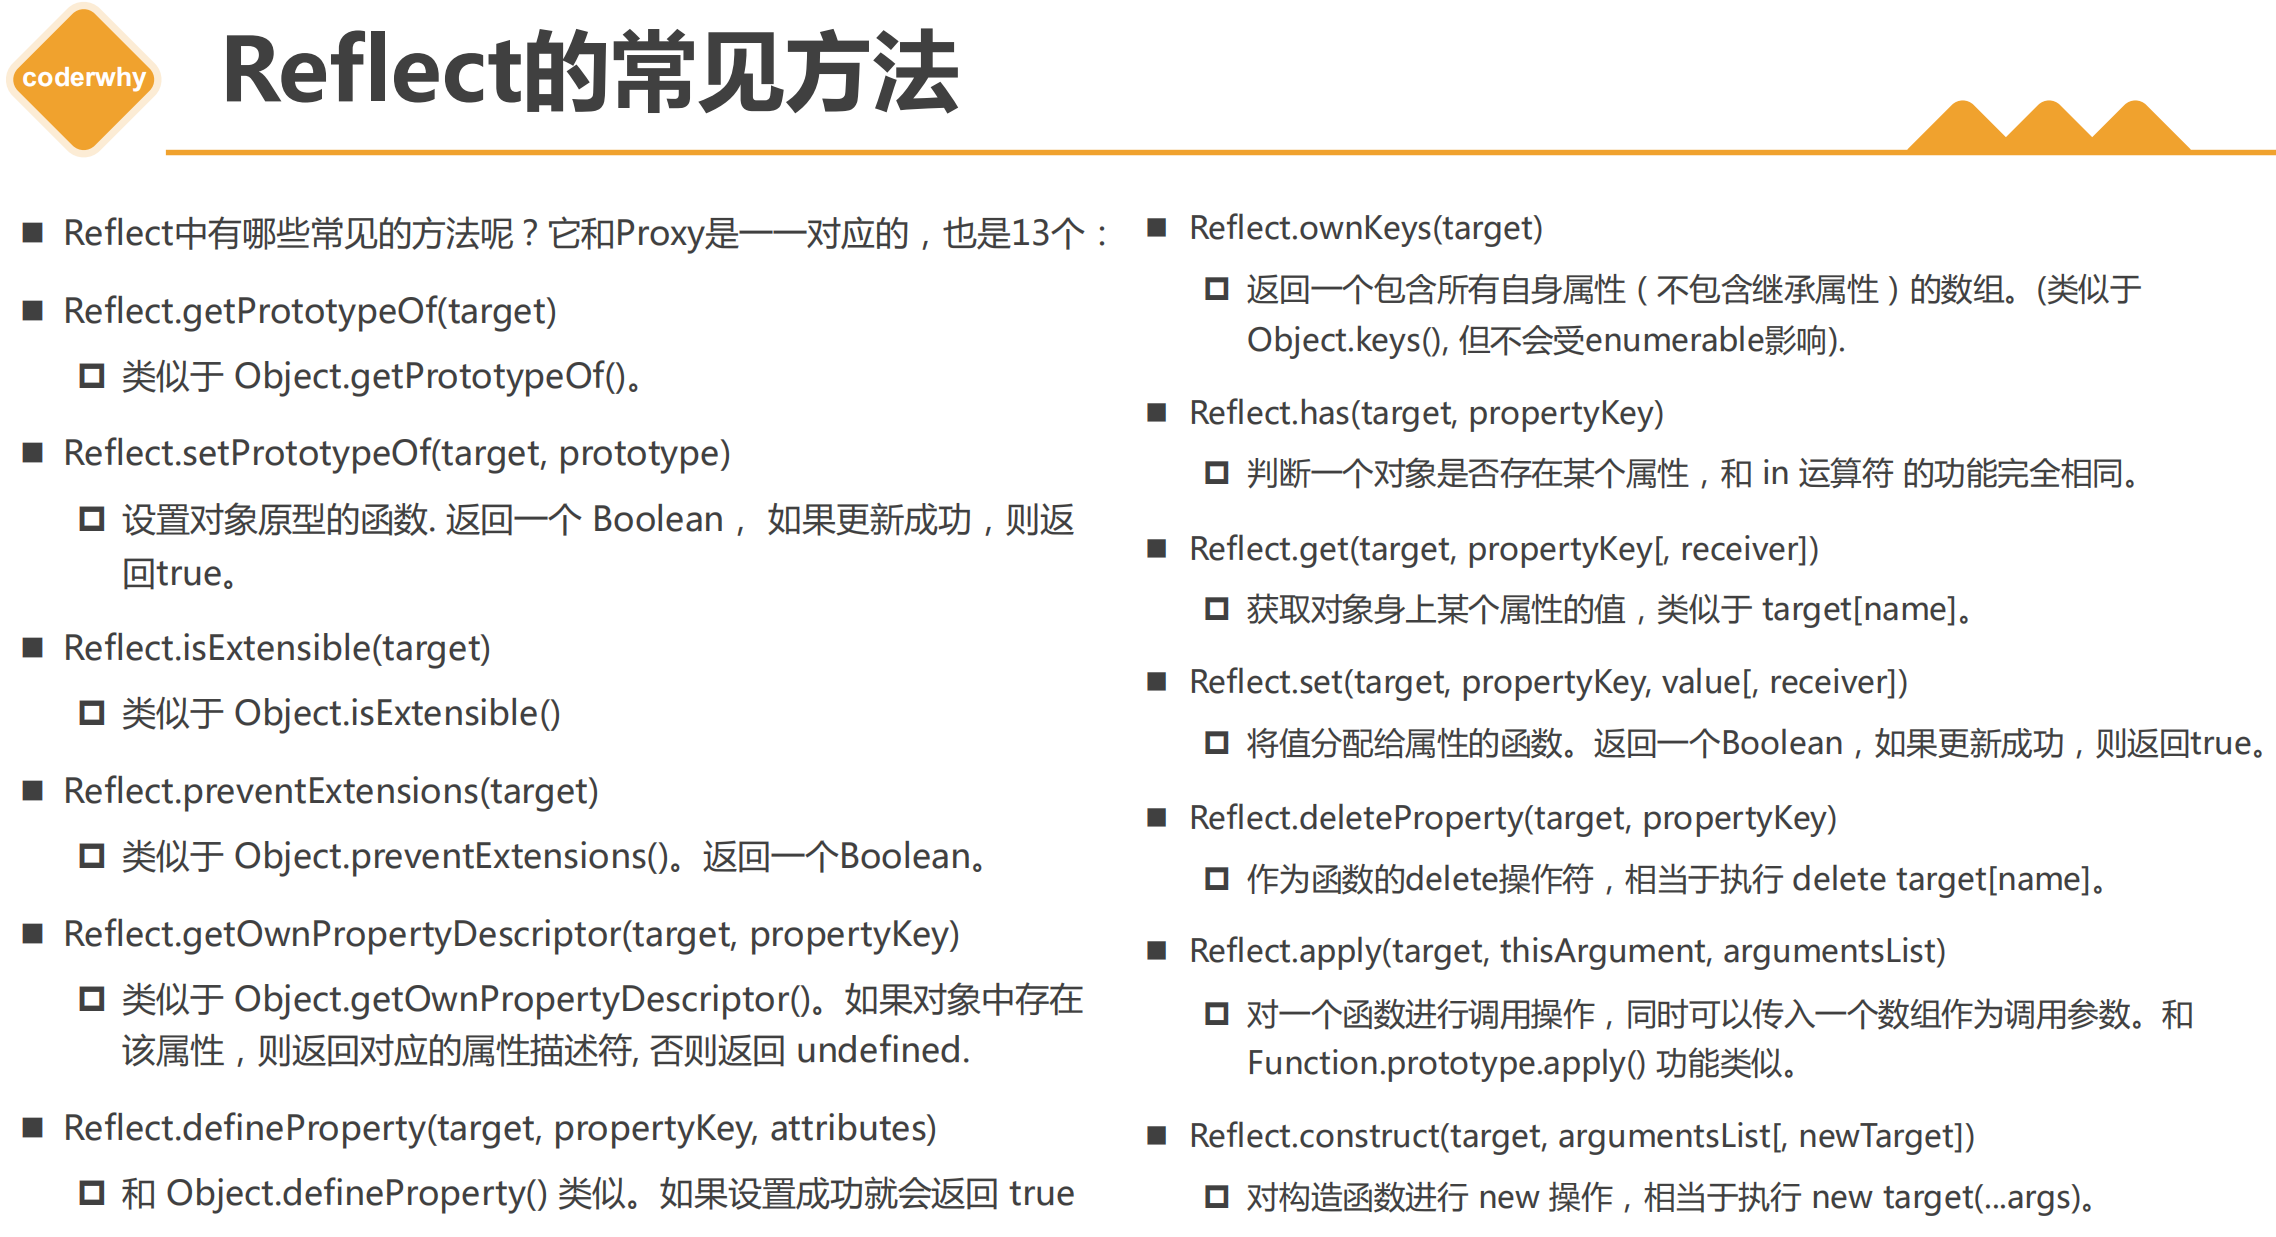 coderwhy
Reflect的常见方法
Reflect中有哪些常见的方法呢？它和Proxy是一一对应的，也是13个：
Reflect.getPrototypeOf(target)
类似于 Object.getPrototypeOf()。
Reflect.setPrototypeOf(target, prototype)
设置对象原型的函数. 返回一个 Boolean， 如果更新成功，则返
回true。
Reflect.isExtensible(target)
类似于 Object.isExtensible()
Reflect.preventExtensions(target)
类似于 Object.preventExtensions()。返回一个Boolean。
Reflect.getOwnPropertyDescriptor(target, propertyKey)
类似于 Object.getOwnPropertyDescriptor()。如果对象中存在
该属性，则返回对应的属性描述符, 否则返回 undefined.
Reflect.defineProperty(target, propertyKey, attributes)
和 Object.defineProperty() 类似。如果设置成功就会返回 true
Reflect.ownKeys(target)
返回一个包含所有自身属性（不包含继承属性）的数组。(类似于
Object.keys(), 但不会受enumerable影响).
Reflect.has(target, propertyKey)
判断一个对象是否存在某个属性，和 in 运算符 的功能完全相同。
Reflect.get(target, propertyKey[, receiver])
获取对象身上某个属性的值，类似于 target[name]。
Reflect.set(target, propertyKey, value[, receiver])
将值分配给属性的函数。返回一个Boolean，如果更新成功，则返回true。
Reflect.deleteProperty(target, propertyKey)
作为函数的delete操作符，相当于执行 delete target[name]。
Reflect.apply(target, thisArgument, argumentsList)
对一个函数进行调用操作，同时可以传入一个数组作为调用参数。和
Function.prototype.apply() 功能类似。
Reflect.construct(target, argumentsList[, newTarget])
对构造函数进行 new 操作，相当于执行 new target(...args)。